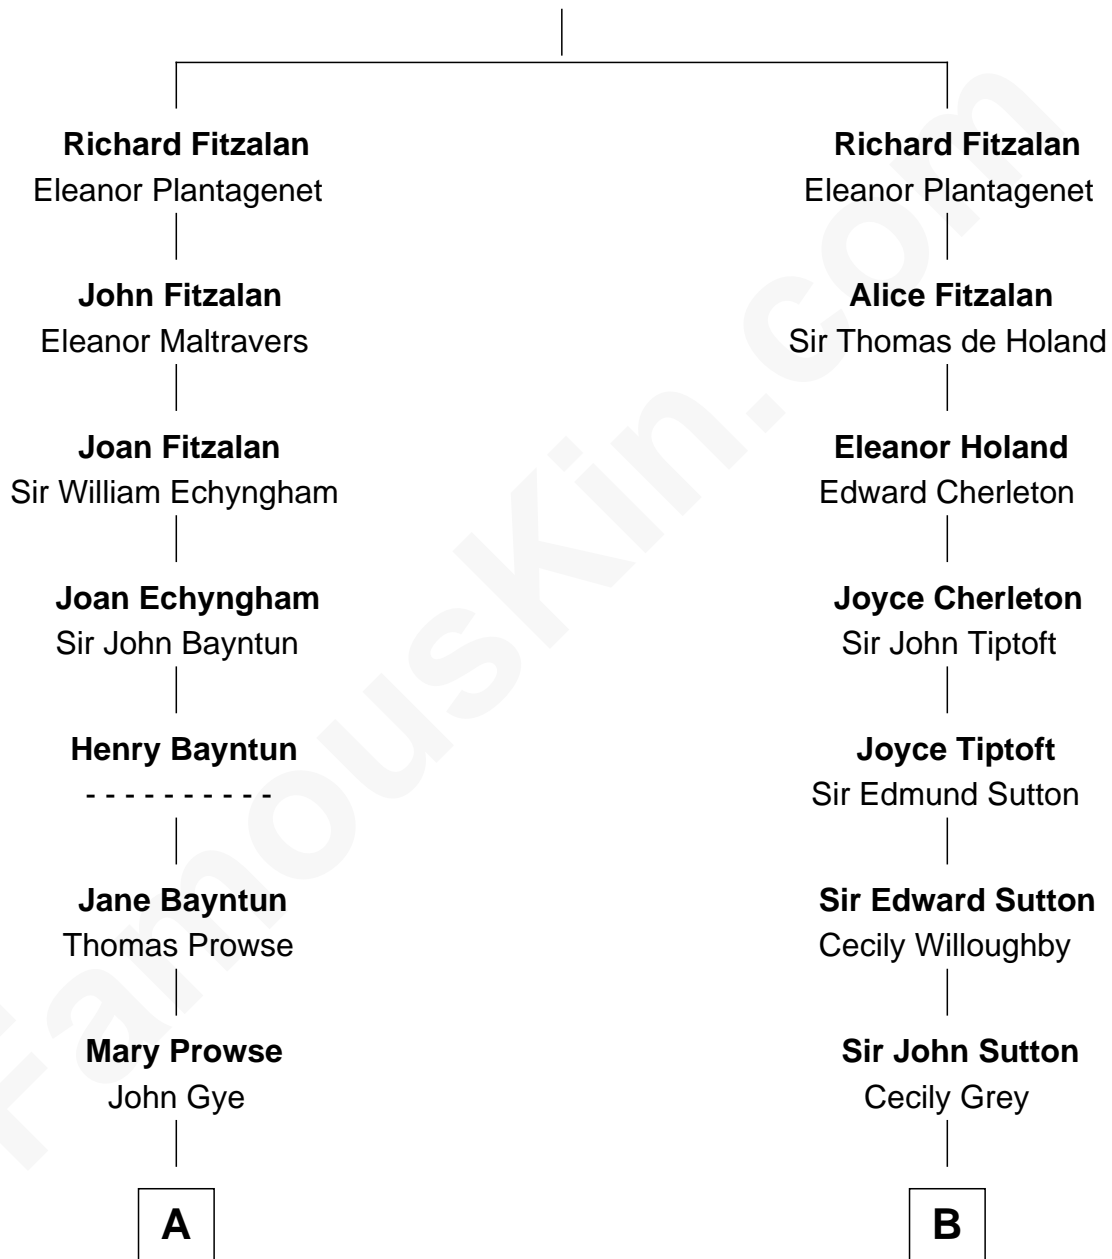 Richard Fitzalan
Eleanor Plantagenet
John Fitzalan
Eleanor Maltravers
Joan Fitzalan
Sir William Echyngham
Joan Echyngham
Sir John Bayntun
Henry Bayntun
- - - - - - - - - -
Jane Bayntun
Thomas Prowse
Mary Prowse
John Gye
A
Richard Fitzalan
Eleanor Plantagenet
Alice Fitzalan
Sir Thomas de Holand
Eleanor Holand
Edward Cherleton
Joyce Cherleton
Sir John Tiptoft
Joyce Tiptoft
Sir Edmund Sutton
Sir Edward Sutton
Cecily Willoughby
Sir John Sutton
Cecily Grey
B
FamousKin.com